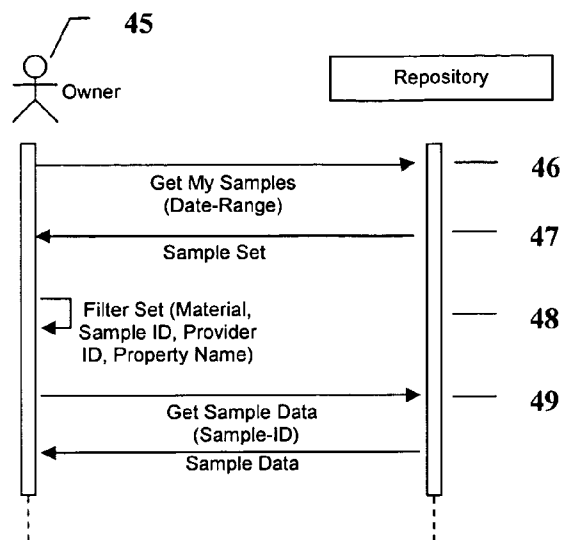 45
Owner
Repository
Get My Samples
(Date-Range)
46
Sample Set
47
Filter Set (Material,
Sample ID, Provider
ID, Property Name)
48
Get Sample Data
(Sample-ID)
49
Sample Data